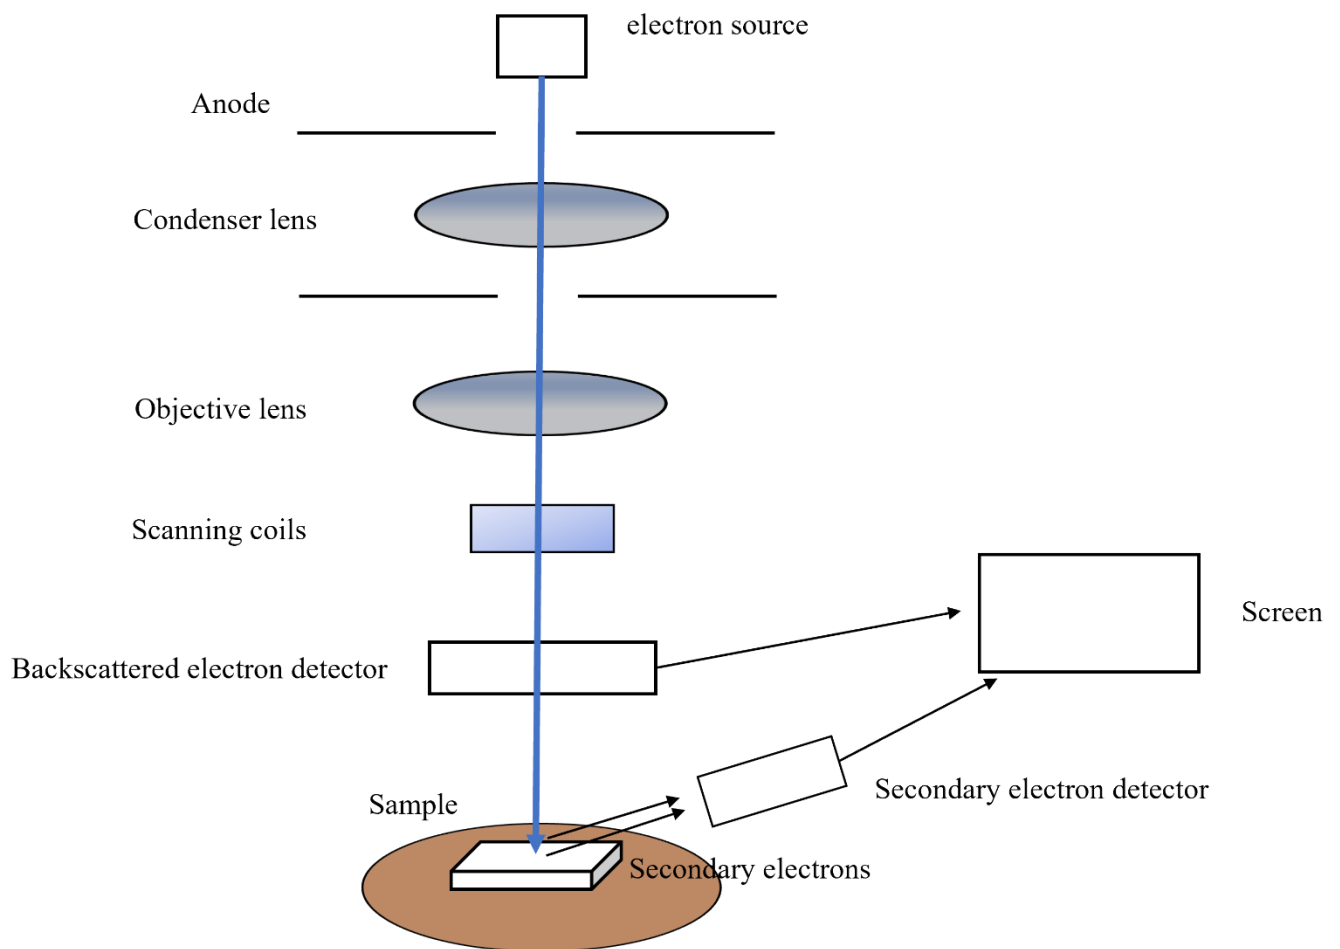 electron source
Anode
Condenser lens
Objective lens
Scanning coils
Screen
Backscattered electron detector
Secondary electron detector
Sample
Secondary electrons